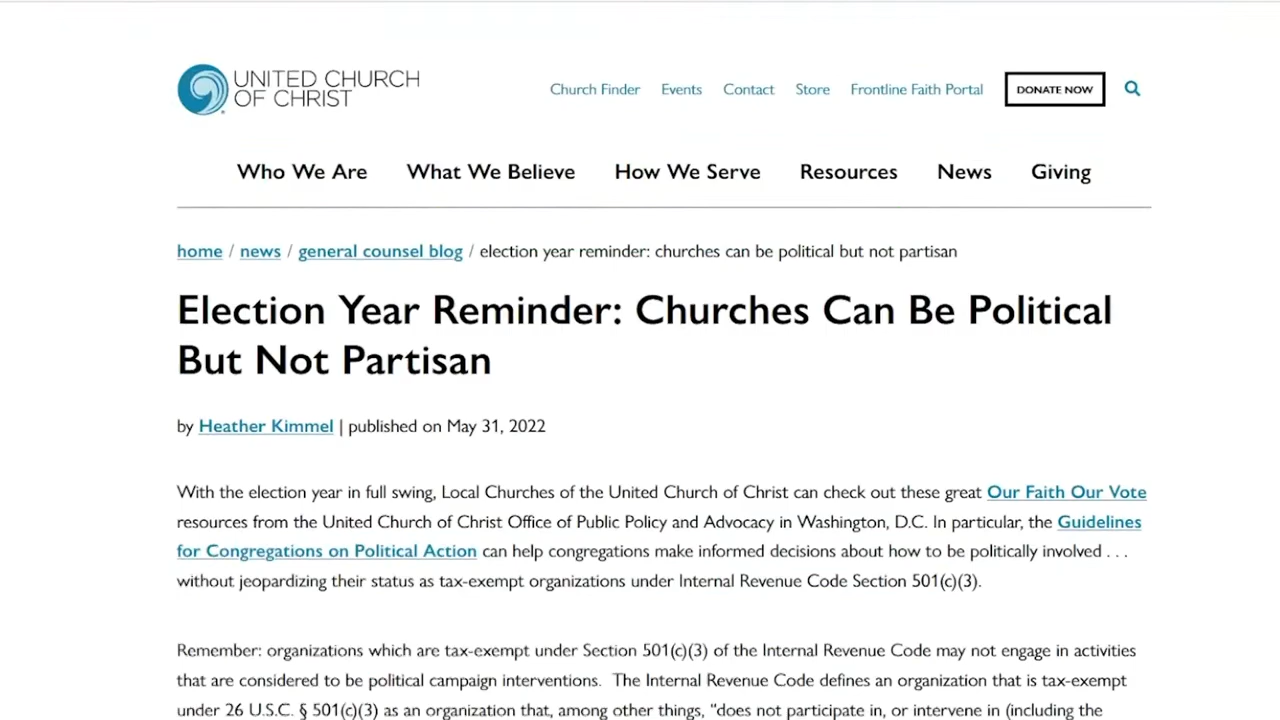 UNITED CHURCH
OF CHRIST
Church Finder Events Contact Store Frontline Faith Portal DONATE NOW
Who We Are What We Believe How We Serve Resources News Giving
home / news / general counsel blog / election year reminder: churches can be political but not partisan
Election Year Reminder: Churches Can Be Political
But Not Partisan
by Heather Kimmel | published on May 31, 2022
With the election year in full swing, Local Churches of the United Church of Christ can check out these great Our Faith Our Vote
resources from the United Church of Christ Office of Public Policy and Advocacy in Washington, D.C. In particular, the Guidelines
for Congregations on Political Action can help congregations make informed decisions about how to be politically involved . . .
without jeopardizing their status as tax-exempt organizations under Internal Revenue Code Section 501(c)(3).
Remember: organizations which are tax-exempt under Section 501(c)(3) of the Internal Revenue Code may not engage in activities
that are considered to be political campaign interventions. The Internal Revenue Code defines an organization that is tax-exempt
under 26 U.S.C. § 501(c)(3) as an organization that, among other things, “does not participate in, or intervene in (including the